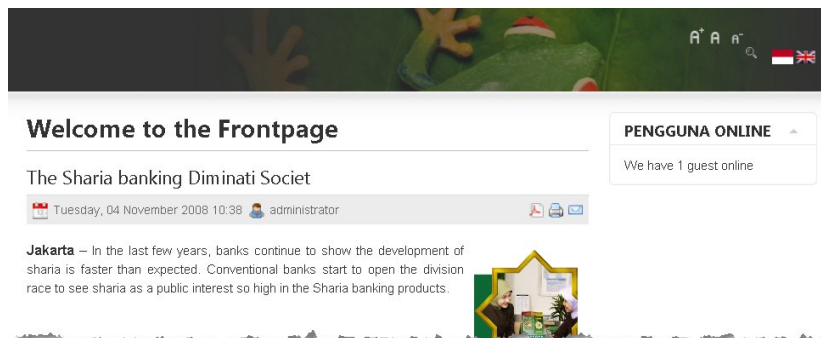 A+ A A-
Welcome to the Frontpage
PENGGUNA ONLINE
We have 1 guest online
The Sharia banking Diminati Societ
Tuesday, 04 November 2008 10:38 administrator
Jakarta – In the last few years, banks continue to show the development of
sharia is faster than expected. Conventional banks start to open the division
race to see sharia as a public interest so high in the Sharia banking products.